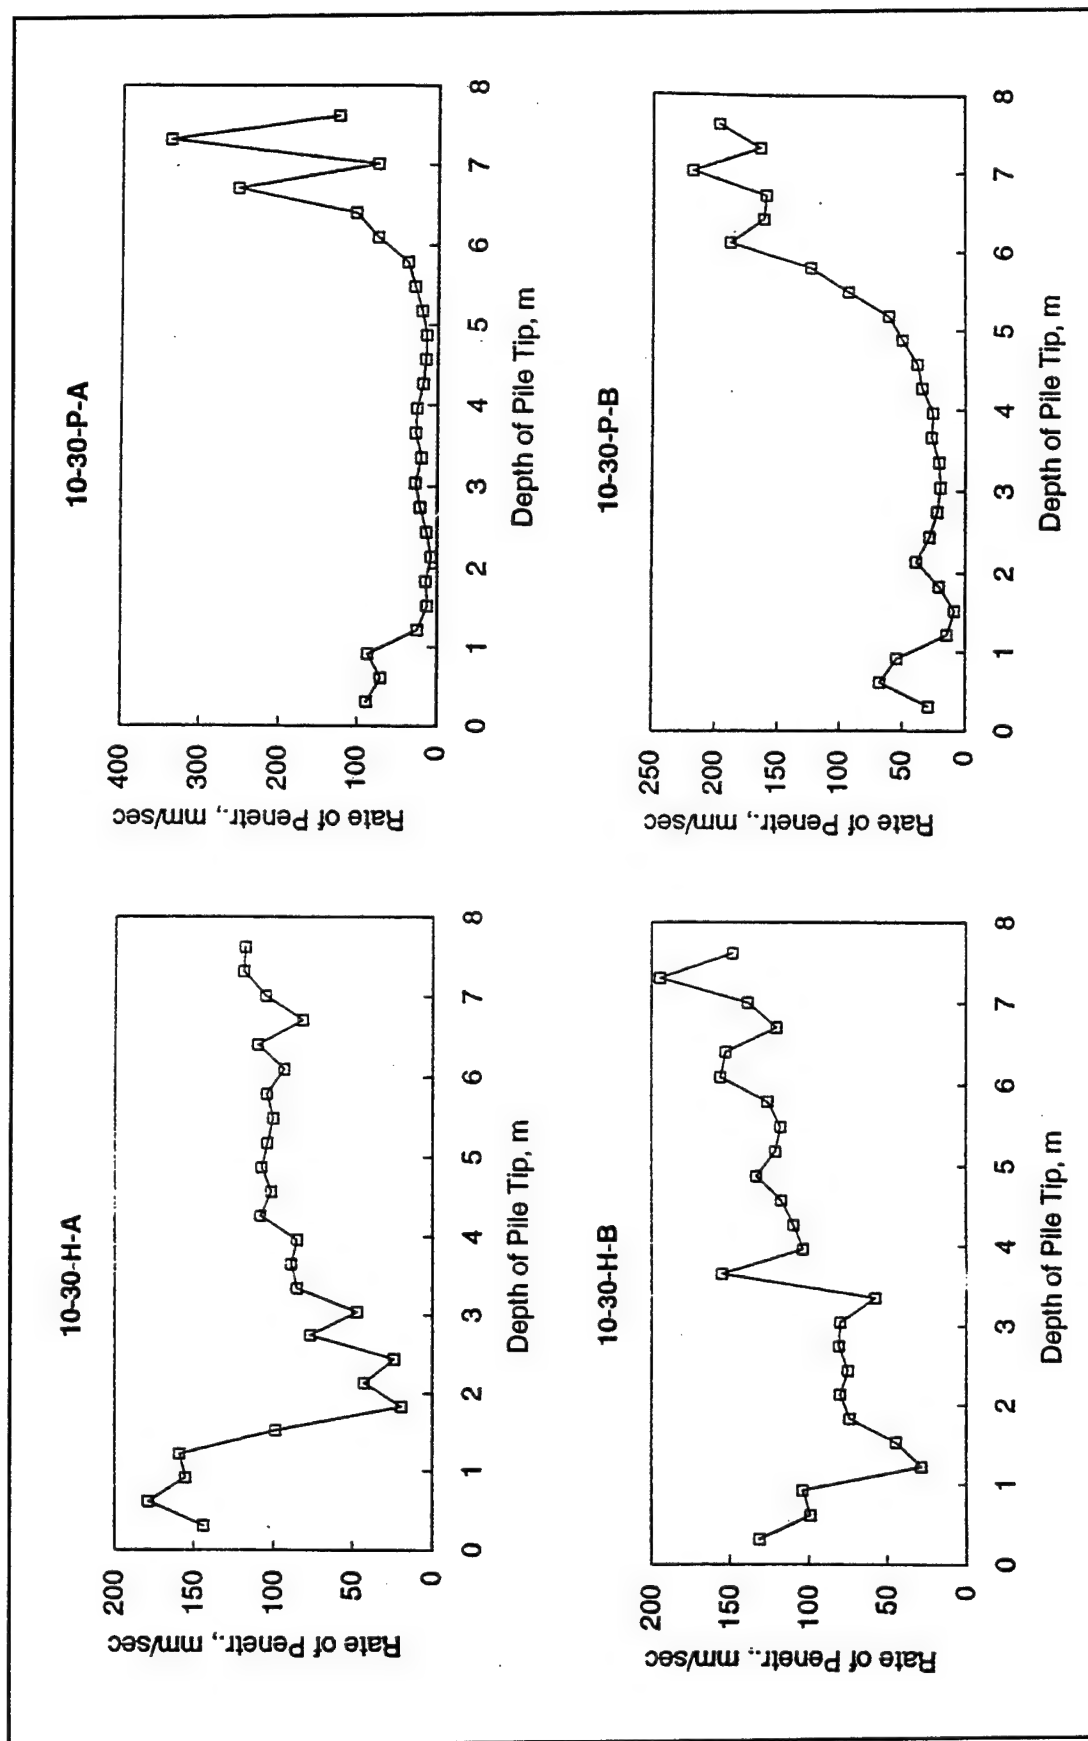 10-30-H-A
Rate of Penetr., mm/sec
200
150
100
50
0
0 1 2 3 4 5 6 7 8
Depth of Pile Tip, m
10-30-P-A
Rate of Penetr., mm/sec
400
300
200
100
0
0 1 2 3 4 5 6 7 8
Depth of Pile Tip, m
10-30-H-B
Rate of Penetr., mm/sec
200
150
100
50
0
0 1 2 3 4 5 6 7 8
Depth of Pile Tip, m
10-30-P-B
Rate of Penetr., mm/sec
250
200
150
100
50
0
0 1 2 3 4 5 6 7 8
Depth of Pile Tip, m